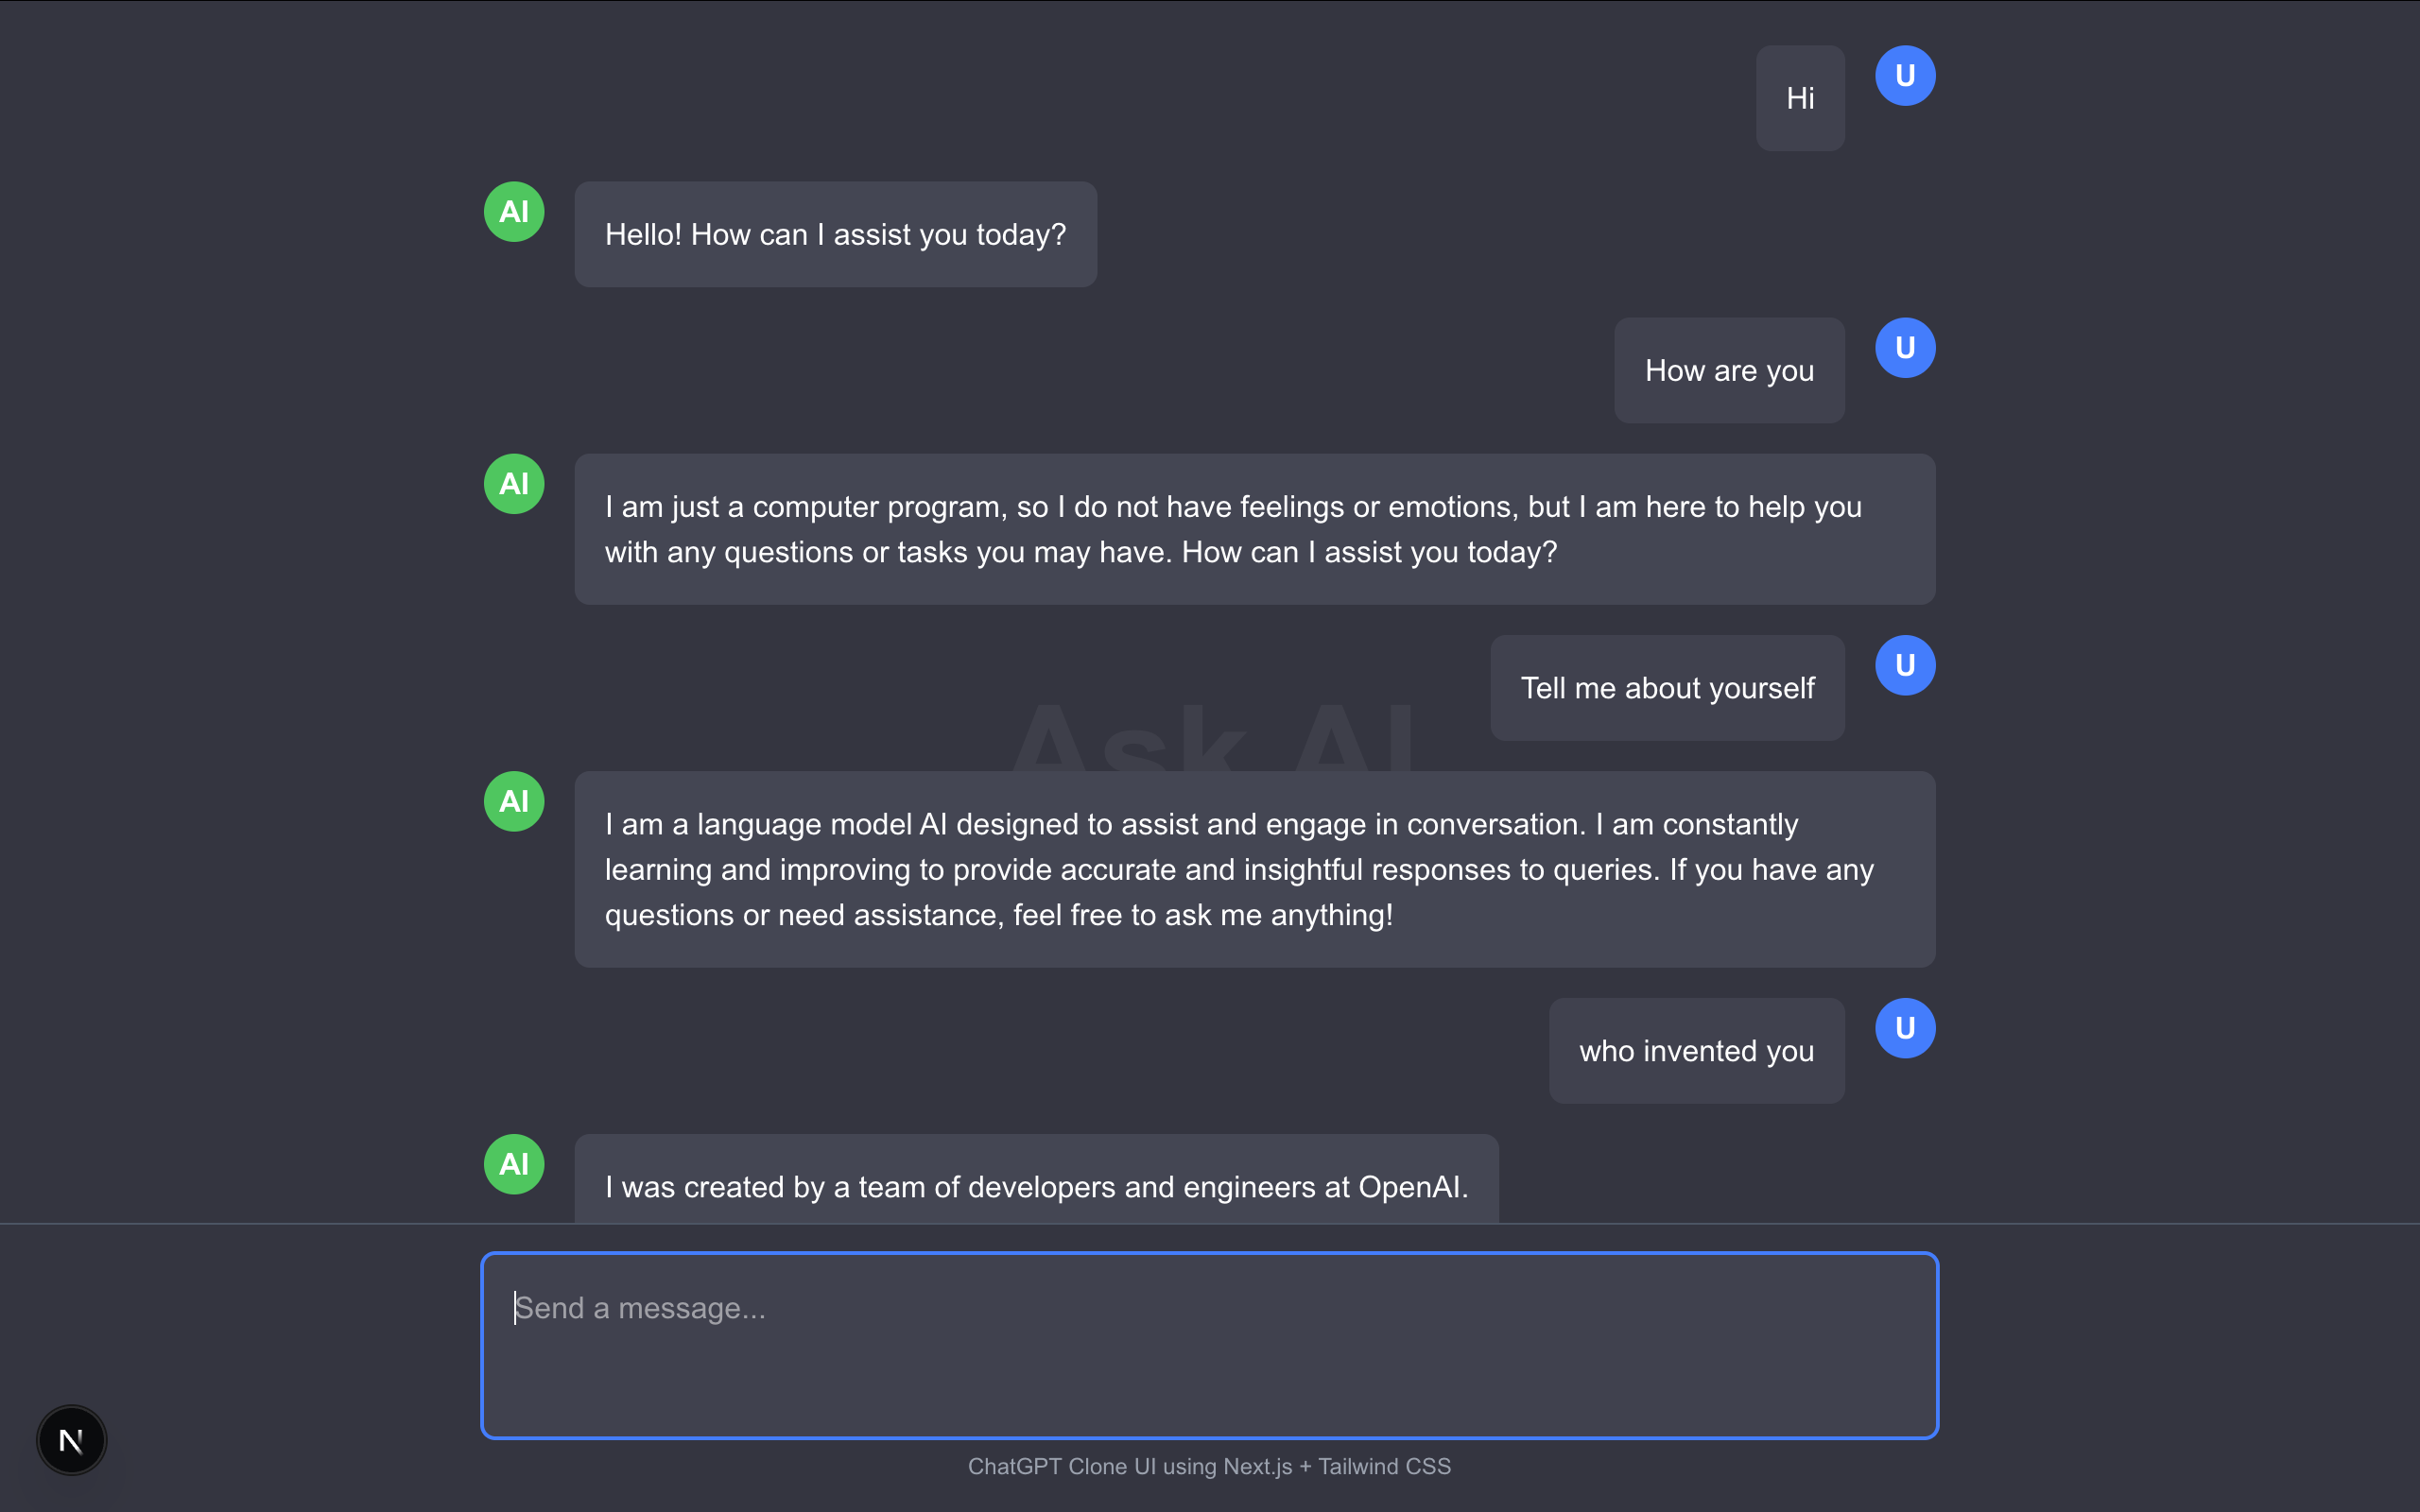 Hi
U
AI
Hello! How can I assist you today?
How are you
U
AI
I am just a computer program, so I do not have feelings or emotions, but I am here to help you
with any questions or tasks you may have. How can I assist you today?
Tell me about yourself
U
Ask AI
AI
I am a language model AI designed to assist and engage in conversation. I am constantly
learning and improving to provide accurate and insightful responses to queries. If you have any
questions or need assistance, feel free to ask me anything!
who invented you
U
AI
I was created by a team of developers and engineers at OpenAI.
Send a message...
N
ChatGPT Clone UI using Next.js + Tailwind CSS